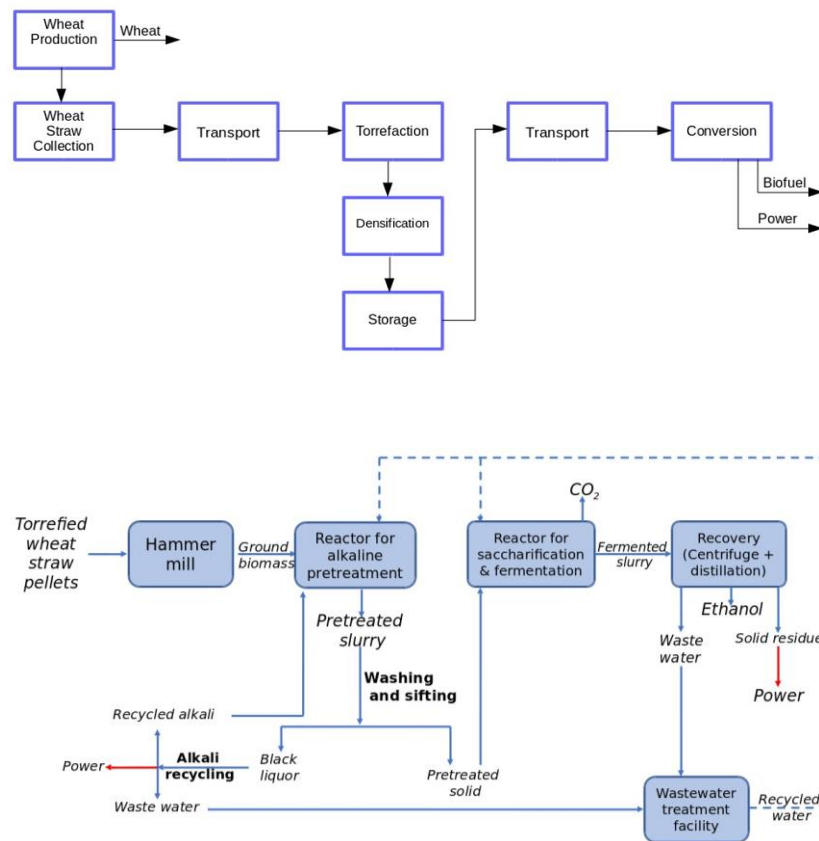 Wheat
Production
Wheat
Wheat
Straw
Collection
Transport
Torrefaction
Transport
Conversion
Biofuel
Power
Densification
Storage
CO2
Torrefied
wheat
straw
pellets
Hammer
mill
Ground
biomass
Reactor for
alkaline
pretreatment
Reactor for
saccharification
& fermentation
Fermented
slurry
Recovery
(Centrifuge +
distillation)
Pretreated
slurry
Ethanol
Waste
water
Solid residue
Washing
and sifting
Power
Recycled alkali
Power
Alkali
recycling
Black
liquor
Pretreated
solid
Waste water
Wastewater
treatment
facility
Recycled
water